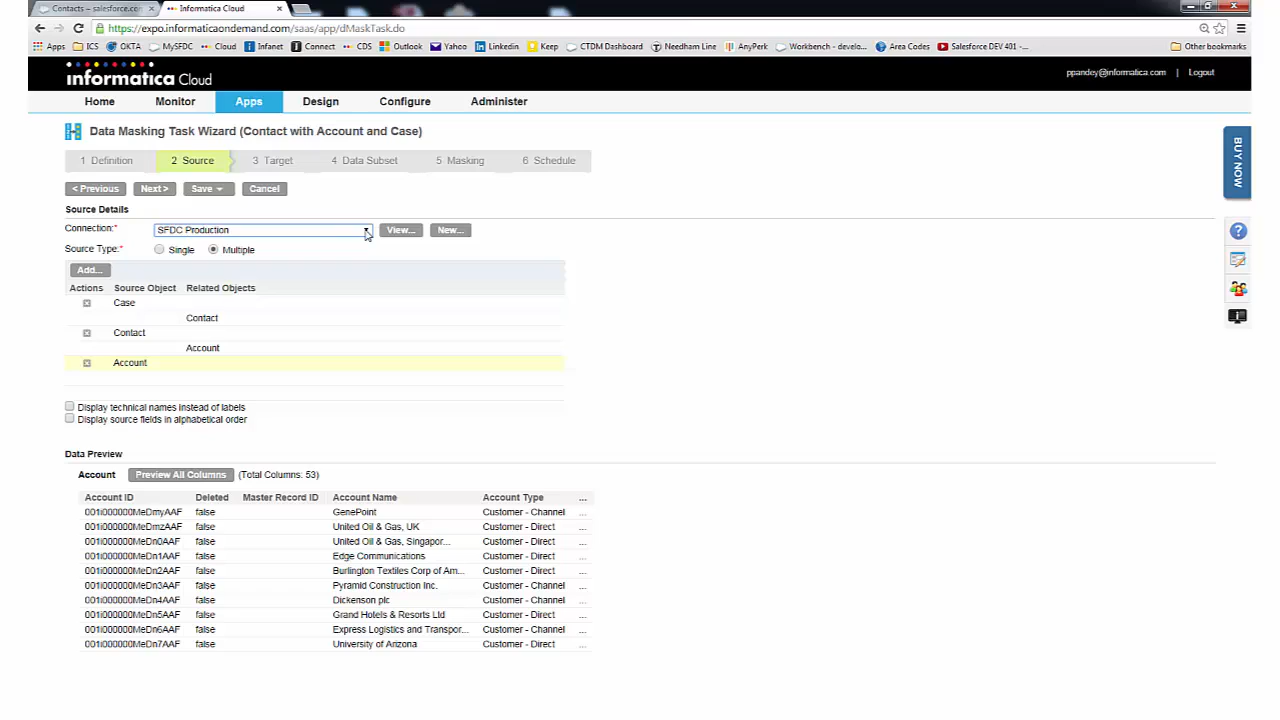 Contacts – salesforce.con
Informatica Cloud
https://expo.informaticaondemand.com/saas/app/dMaskTask.do
Apps ICS OKTA MySFDC Cloud Infanet Connect CDS Outlook Yahoo Linkedin Keep CTDM Dashboard Needham Line AnyPerk Workbench - develo... Area Codes Salesforce DEV 401 -... Other bookmarks
informatica Cloud
ppandey@informatica.com | Logout
Home Monitor Apps Design Configure Administer
Data Masking Task Wizard (Contact with Account and Case)
BUY NOW
1 Definition 2 Source 3 Target 4 Data Subset 5 Masking 6 Schedule
< Previous Next > Save Cancel
Source Details
Connection:* SFDC Production View... New...
Source Type:* Single Multiple
Add...
Actions Source Object Related Objects
Case
Contact
Contact
Account
Account
Display technical names instead of labels
Display source fields in alphabetical order
Data Preview
Account Preview All Columns (Total Columns: 53)
Account ID Deleted Master Record ID Account Name Account Type ...
001i000000MeDmyAAF false GenePoint Customer - Channel ...
001i000000MeDmzAAF false United Oil & Gas, UK Customer - Direct ...
001i000000MeDn0AAF false United Oil & Gas, Singapor... Customer - Direct ...
001i000000MeDn1AAF false Edge Communications Customer - Direct ...
001i000000MeDn2AAF false Burlington Textiles Corp of Am... Customer - Direct ...
001i000000MeDn3AAF false Pyramid Construction Inc. Customer - Channel ...
001i000000MeDn4AAF false Dickenson plc Customer - Channel ...
001i000000MeDn5AAF false Grand Hotels & Resorts Ltd Customer - Direct ...
001i000000MeDn6AAF false Express Logistics and Transpor... Customer - Channel ...
001i000000MeDn7AAF false University of Arizona Customer - Direct ...